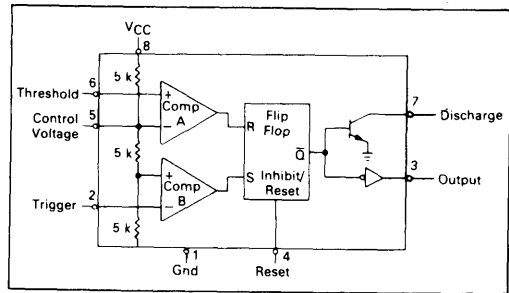 VCC
8
5 k
6
Threshold
+
Comp
A
−
5
Control
Voltage
R
Flip
Flop
Q̅
7
Discharge
5 k
+
Comp
B
−
S
Inhibit/
Reset
3
Output
2
Trigger
5 k
1
Gnd
4
Reset